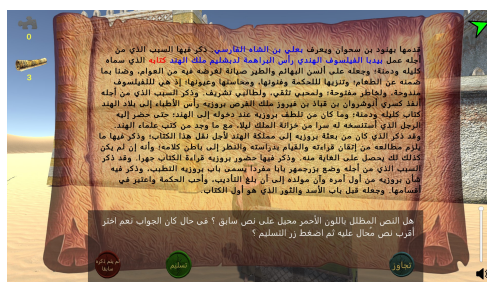 0
3
قدمها بهنود بن سحوان ويعرف بعلي بن الشاه الفارسي. ذكر فيها السبب الذي من
أجله عمل بيدبا الفيلسوف الهندي رأس البراهمة لدبشليم ملك الهند كتابه الذي سماه
كليله ودمنة؛ وجعله على ألسن البهائم والطير صيانة لغرضه فيه من العوام، وضنا بما
ضمنه عن الطغام؛ وتنزيها للحكمة وفنونها، ومحاسنها وعيونها؛ إذ هي للفيلسوف
مندوحة، ولخاطره مفتوحة؛ ولمحبي تثقيف، ولطالبي تشريف. وذكر السبب الذي من أجله
أنفذ كسرى أنوشروان بن قباذ بن فيروز ملك الفرس برزويه رأس الأطباء إلى بلاد الهند
لأجل كتاب كليلة ودمنة؛ وما كان من تلطف برزويه عند دخوله إلى الهند؛ حتى حضر إليه
الرجل الذي أستنسخه له سرا من خزانة الملك ليلا، مع ما وجد من كتب علماء الهند.
وقد ذكر الذي كان من بعثة برزويه إلى مملكة الهند لأجل نقل هذا الكتاب؛ وذكر فيها ما
يلزم مطالعه من إتقان قراءته والقيام بدراسته والنظر إلى باطن كلامه؛ وأنه إن لم يكن
كذلك لك يحصل على الغاية منه. وذكر فيها حضور برزويه قراءة الكتاب جهرا. وقد ذكر
السبب الذي من أجله وضع بزرجمهر بابا مفردا يسمى باب برزويه التطبيب، وذكر فيه
شأن برزويه من أول أمره وآن مولده إلى أن بلغ التأديب، وأحب الحكمة واعتبر في
أقسامها. وجعله قبل باب الأسد والثور الذي هو أول الكتاب.
هل النص المظلل باللون الأحمر محيل على نص سابق ؟ في حال كان الجواب نعم اختر
أقرب نص مُحال عليه ثم اضغط زر التسليم ؟
تجاوز
تسليم
لم يتم ذكره
سابقا